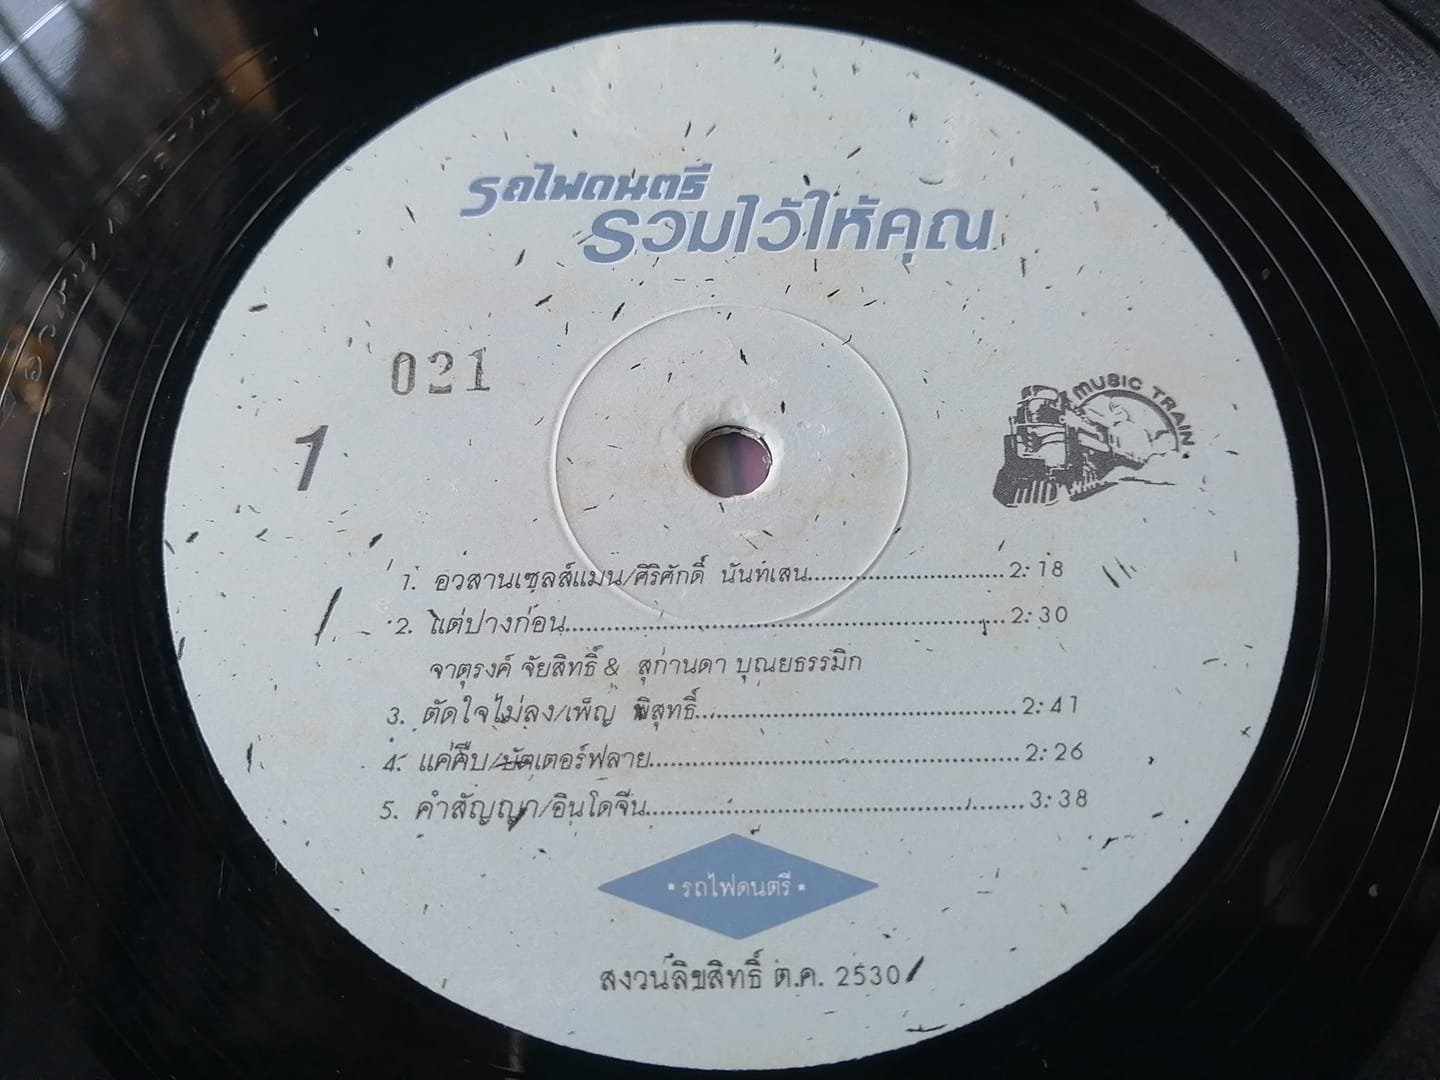 รถไฟดนตรี
รวมไว้ให้คุณ
021
1
MUSIC TRAIN
1. อวสานเซลส์แมน/ศิริศักดิ์ นันทเสน..............................2:18
2. แต่ปางก่อน...............................................................2:30
จาตุรงค์ จัยสิทธิ์ & สุกานดา บุณยธรรมิก
3. ตัดใจไม่ลง/เพ็ญ พิสุทธิ์..............................................2:41
4. แค่คืบ/บัตเตอร์ฟลาย.....................................................2:26
5. คำสัญญา/อินโดจีน.......................................................3:38
• รถไฟดนตรี •
สงวนลิขสิทธิ์ ต.ค. 2530